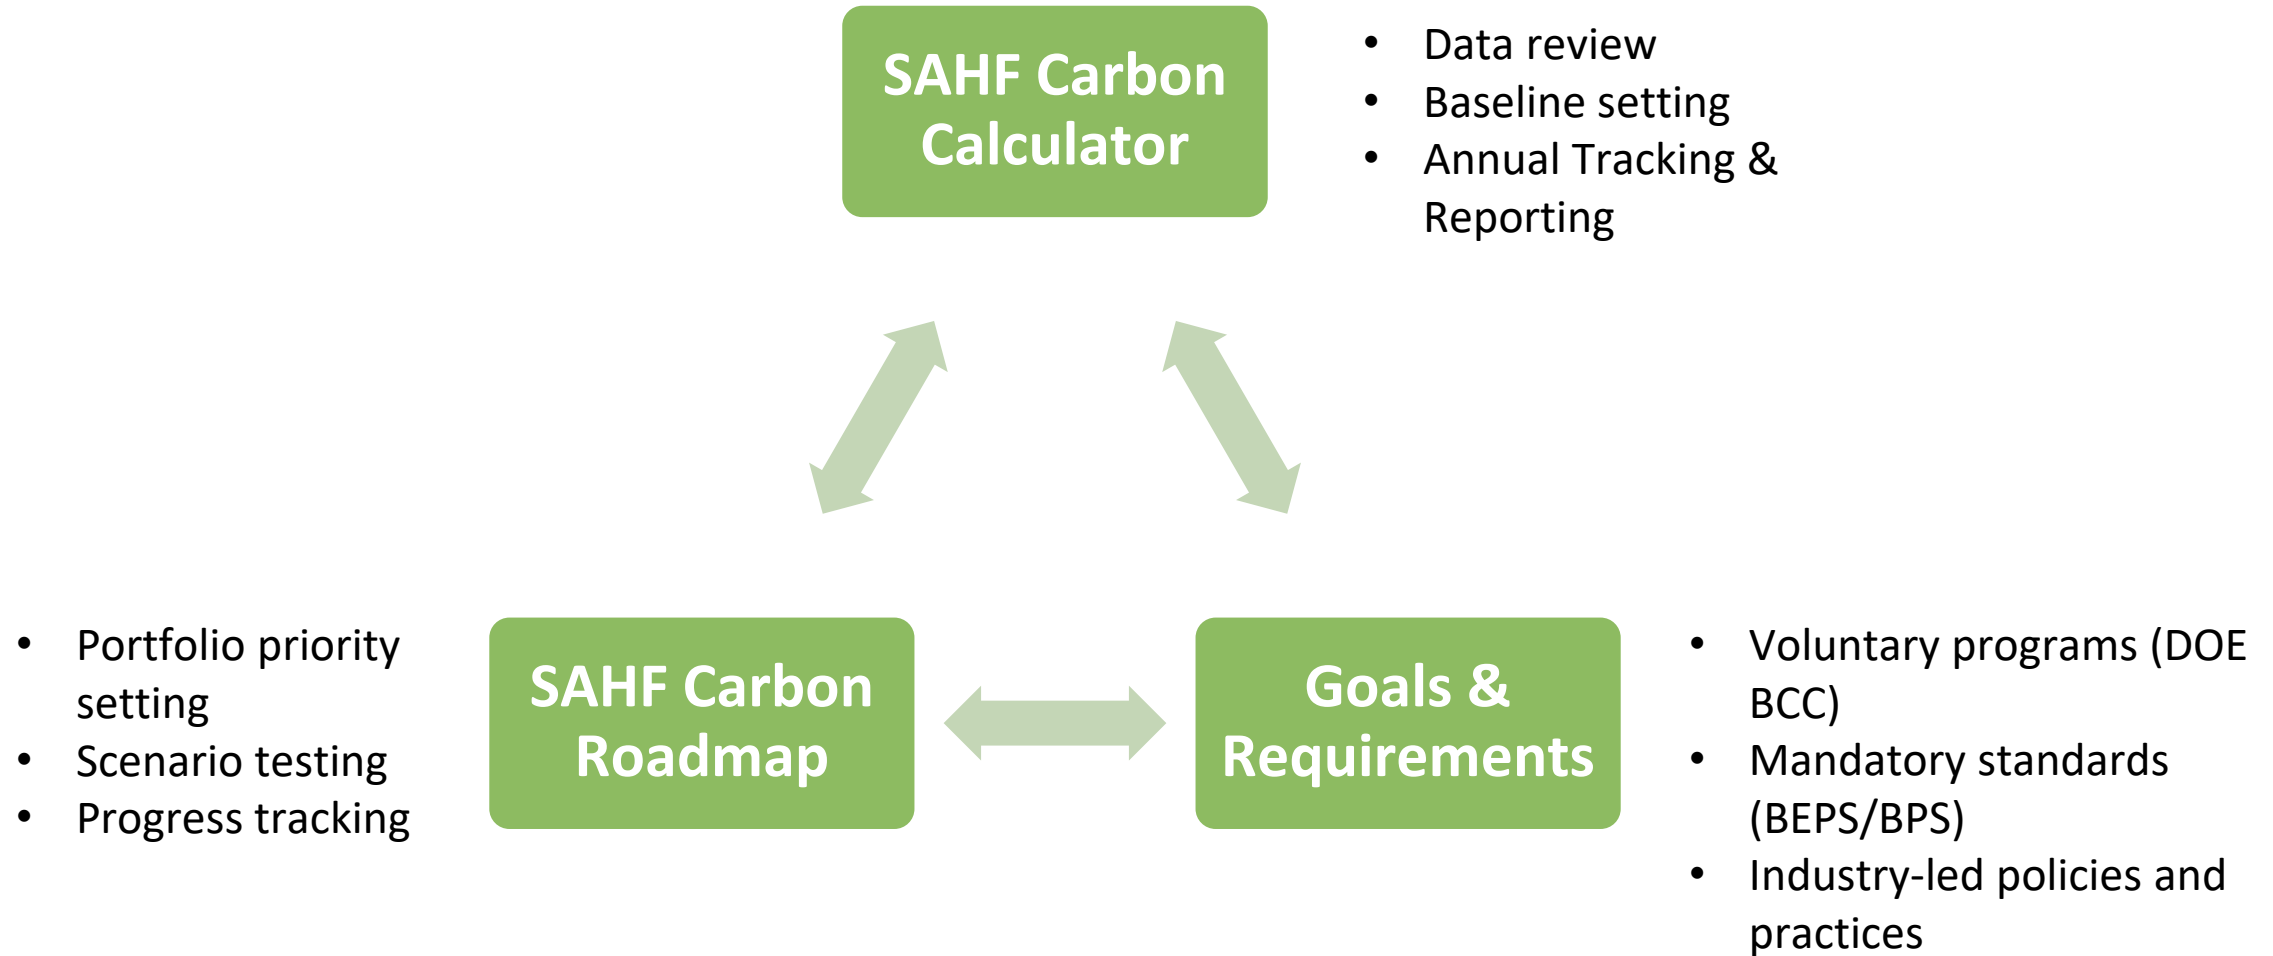 SAHF Carbon
Calculator
• Data review
• Baseline setting
• Annual Tracking &
Reporting
• Portfolio priority
setting
• Scenario testing
• Progress tracking
SAHF Carbon
Roadmap
Goals &
Requirements
• Voluntary programs (DOE
BCC)
• Mandatory standards
(BEPS/BPS)
• Industry-led policies and
practices